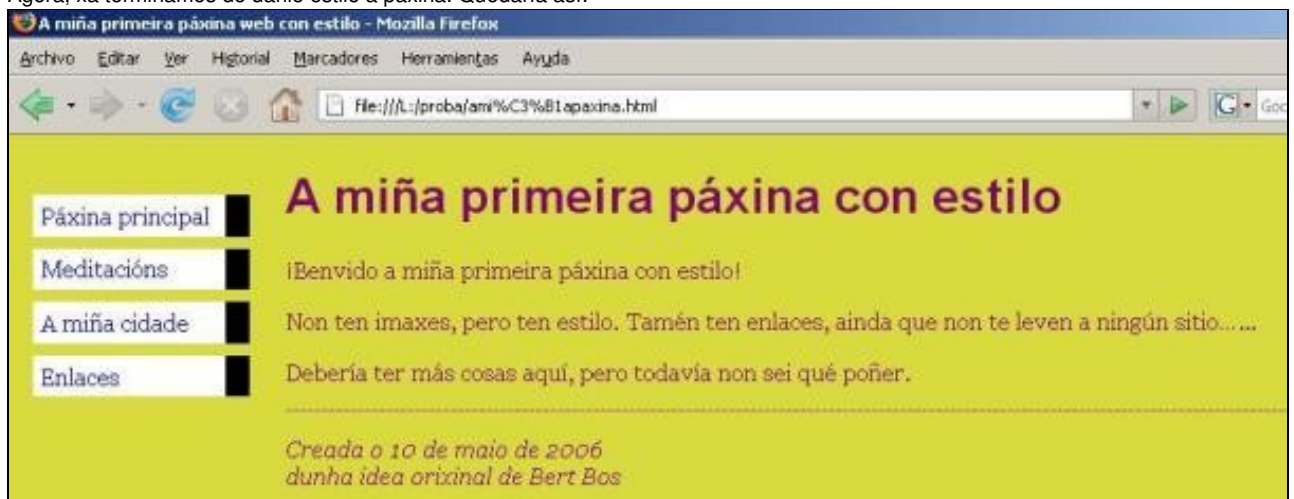 Agora, xa terminamos de darlle estilo a páxina. Quedaría así:
A miña primeira páxina web con estilo - Mozilla Firefox
Archivo Editar Ver Historial Marcadores Herramientas Ayuda
file:///L:/proba/ami%C3%B1apaxina.html
G
Páxina principal
Meditacións
A miña cidade
Enlaces
A miña primeira páxina con estilo
¡Benvido a miña primeira páxina con estilo!
Non ten imaxes, pero ten estilo. Tamén ten enlaces, ainda que non te leven a ningún sitio......
Debería ter más cosas aquí, pero todavía non sei qué poñer.
Creada o 10 de maio de 2006
dunha idea orixinal de Bert Bos